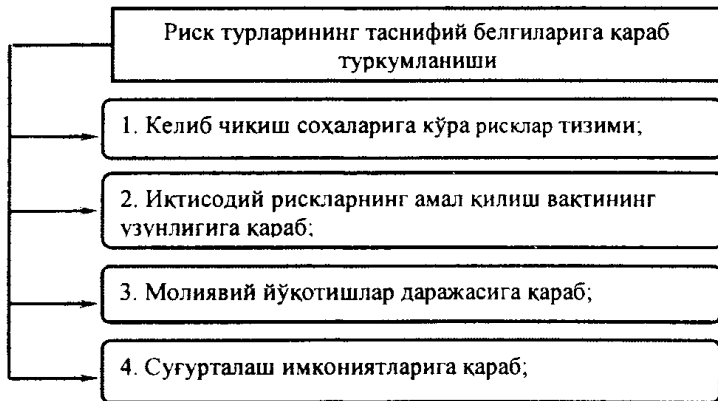 Риск турларининг таснифий белгиларига қараб
туркумланиши
1. Келиб чиқиш соҳаларига кўра рисклар тизими;
2. Иқтисодий рискларнинг амал қилиш вақтининг
узунлигига қараб;
3. Молиявий йўқотишлар даражасига қараб;
4. Суғурталаш имкониятларига қараб;